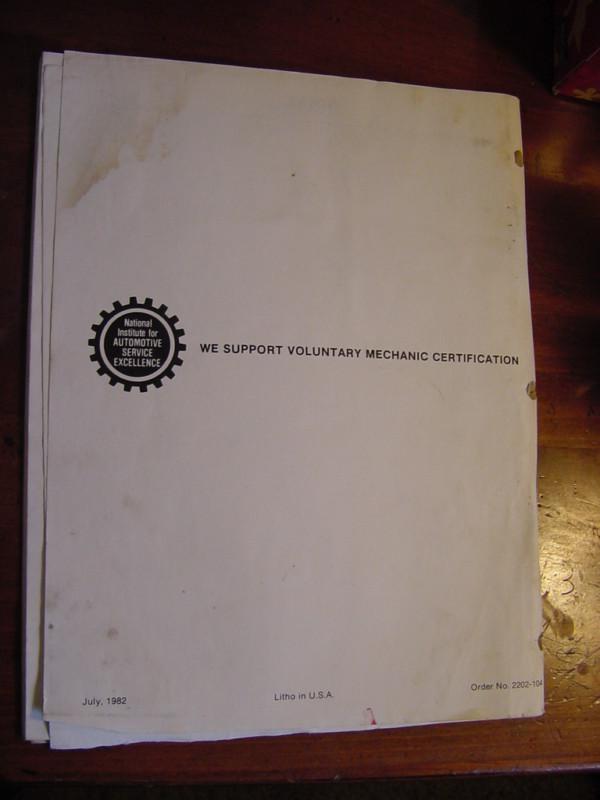 National
Institute for
AUTOMOTIVE
SERVICE
EXCELLENCE
WE SUPPORT VOLUNTARY MECHANIC CERTIFICATION
July, 1982
Litho in U.S.A.
Order No. 2202-104